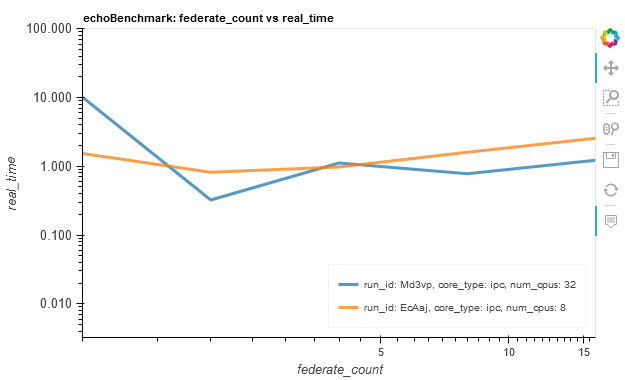 echoBenchmark: federate_count vs real_time
100.000
10.000
1.000
0.100
0.010
real_time
run_id: Md3vp, core_type: ipc, num_cpus: 32
run_id: EcAaj, core_type: ipc, num_cpus: 8
5
10
15
federate_count